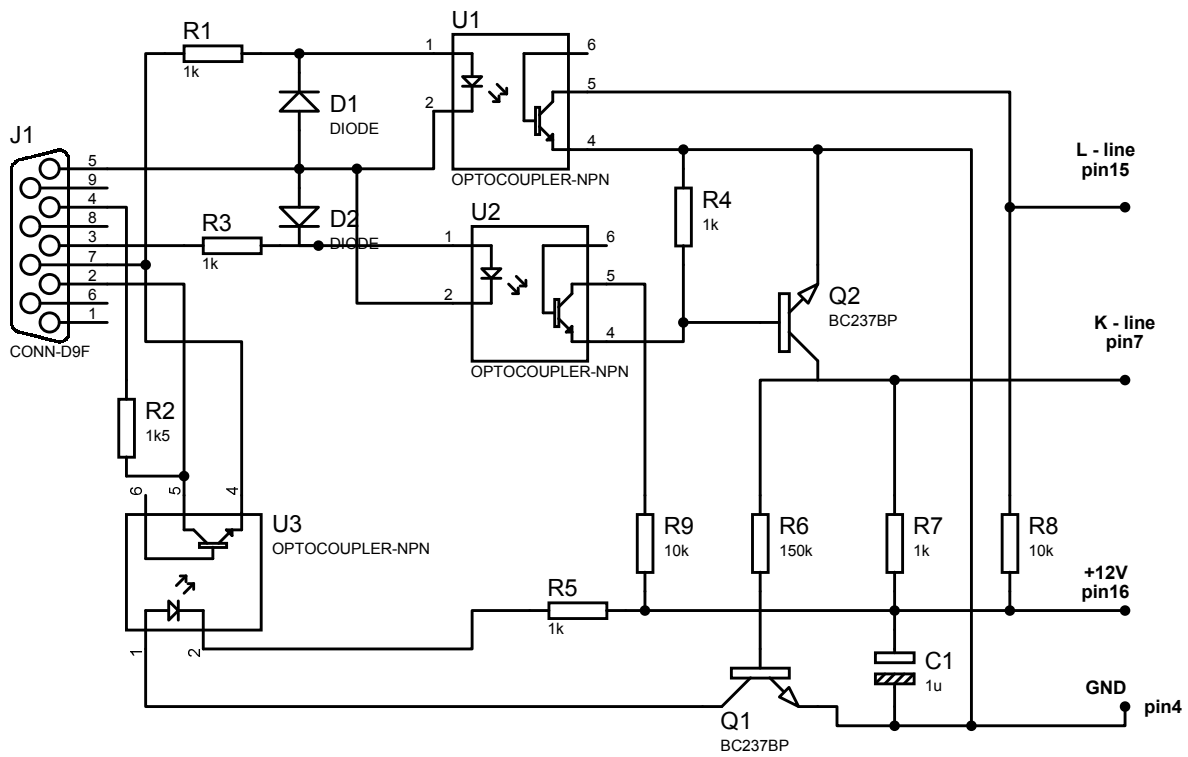 R1
1k
D1
DIODE
1
2
U1
6
5
4
OPTOCOUPLER-NPN
J1
5
9
4
8
3
7
2
6
1
CONN-D9F
R3
1k
D2
DIODE
1
2
U2
6
5
4
OPTOCOUPLER-NPN
R4
1k
Q2
BC237BP
L - line
pin15
K - line
pin7
R2
1k5
6
5
4
U3
OPTOCOUPLER-NPN
1
2
R5
1k
R9
10k
R6
150k
R7
1k
R8
10k
+12V
pin16
C1
1u
Q1
BC237BP
GND
pin4